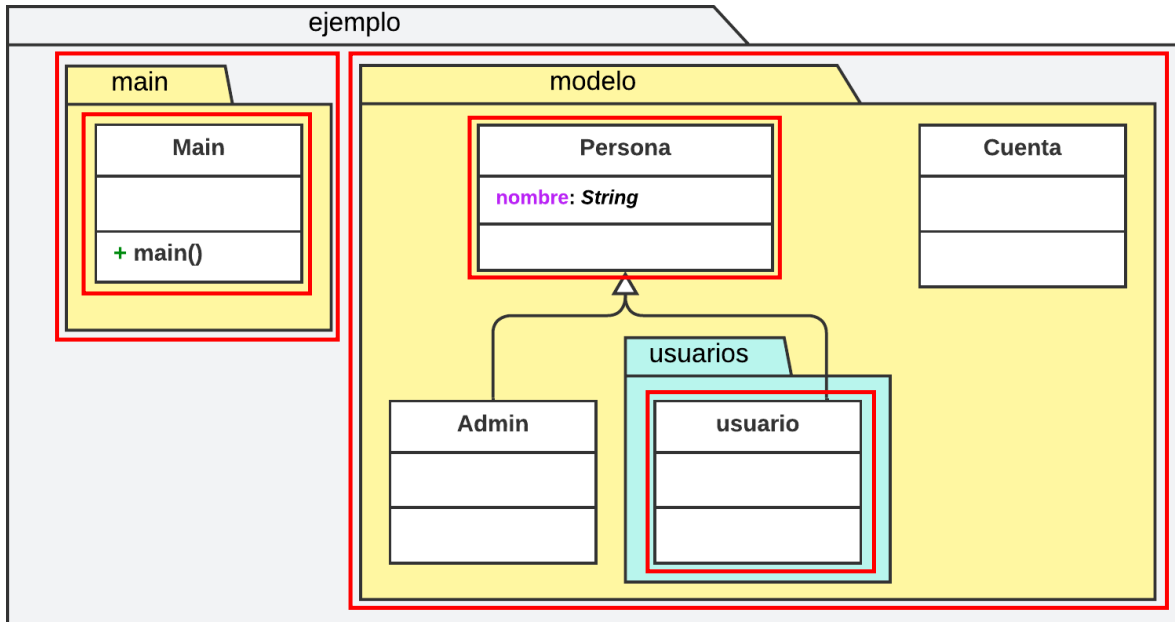 ejemplo
main
modelo
Main
+ main()
Persona
nombre: String
Cuenta
usuarios
Admin
usuario